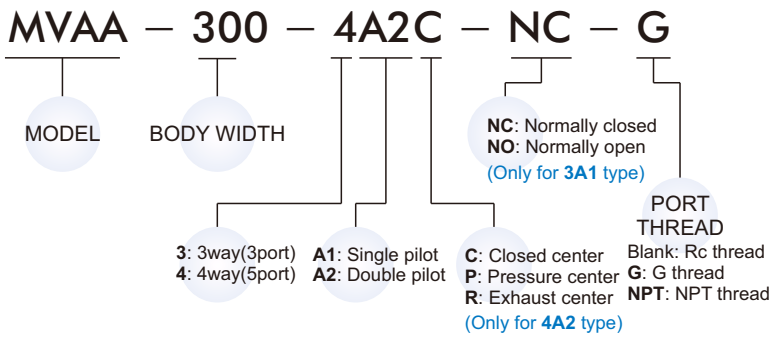 MVAA – 300 – 4A2C – NC – G
MODEL
BODY WIDTH
3: 3way(3port)
4: 4way(5port)
A1: Single pilot
A2: Double pilot
C: Closed center
P: Pressure center
R: Exhaust center
(Only for 4A2 type)
NC: Normally closed
NO: Normally open
(Only for 3A1 type)
PORT
THREAD
Blank: Rc thread
G: G thread
NPT: NPT thread